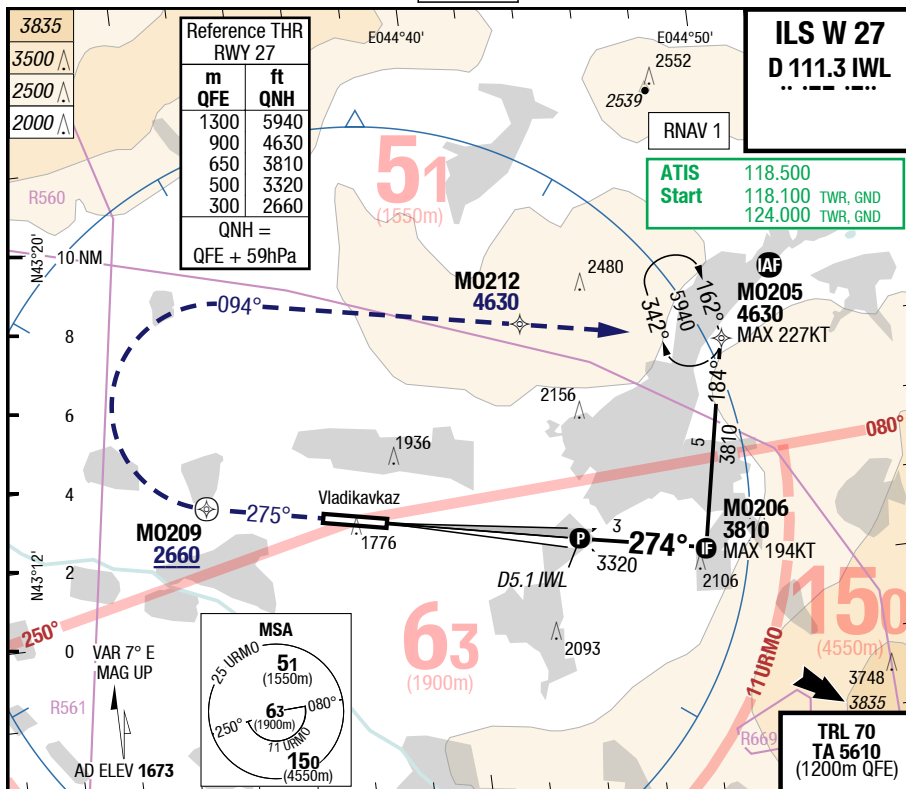 3835
3500
2500
2000
Reference THR
RWY 27
m ft
QFE QNH
1300 5940
900 4630
650 3810
500 3320
300 2660
QNH =
QFE + 59hPa
E044°40'
E044°50'
2552
2539
RNAV 1
ILS W 27
D 111.3 IWL
ATIS 118.500
Start 118.100 TWR, GND
124.000 TWR, GND
R560
51
(1550m)
N43°20'
10 NM
8
6
4
2
0
N43°12'
094°
MO212
4630
2480
162°
5940
342°
IAF
MO205
4630
MAX 227KT
184°
5
3810
2156
080°
1936
Vladikavkaz
275°
MO209
2660
1776
P
3
274°
3320
D5.1 IWL
IF
MO206
3810
MAX 194KT
2106
250°
63
(1900m)
2093
150
(4550m)
11URMO
3748
3835
R669
VAR 7° E
MAG UP
R561
AD ELEV 1673
MSA
25 URMO
51
(1550m)
63
(1900m)
080°
250°
11 URMO
150
(4550m)
TRL 70
TA 5610
(1200m QFE)